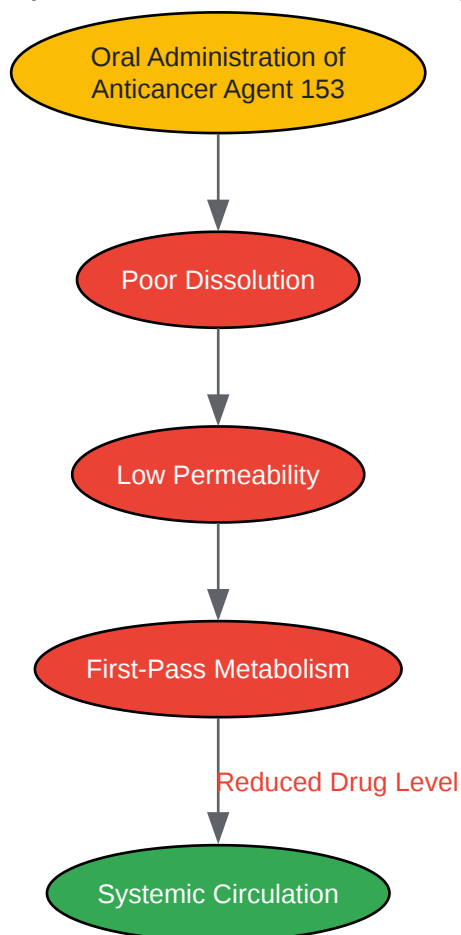 Oral Administration of
Anticancer Agent 153
Poor Dissolution
Low Permeability
First-Pass Metabolism
Reduced Drug Level
Systemic Circulation